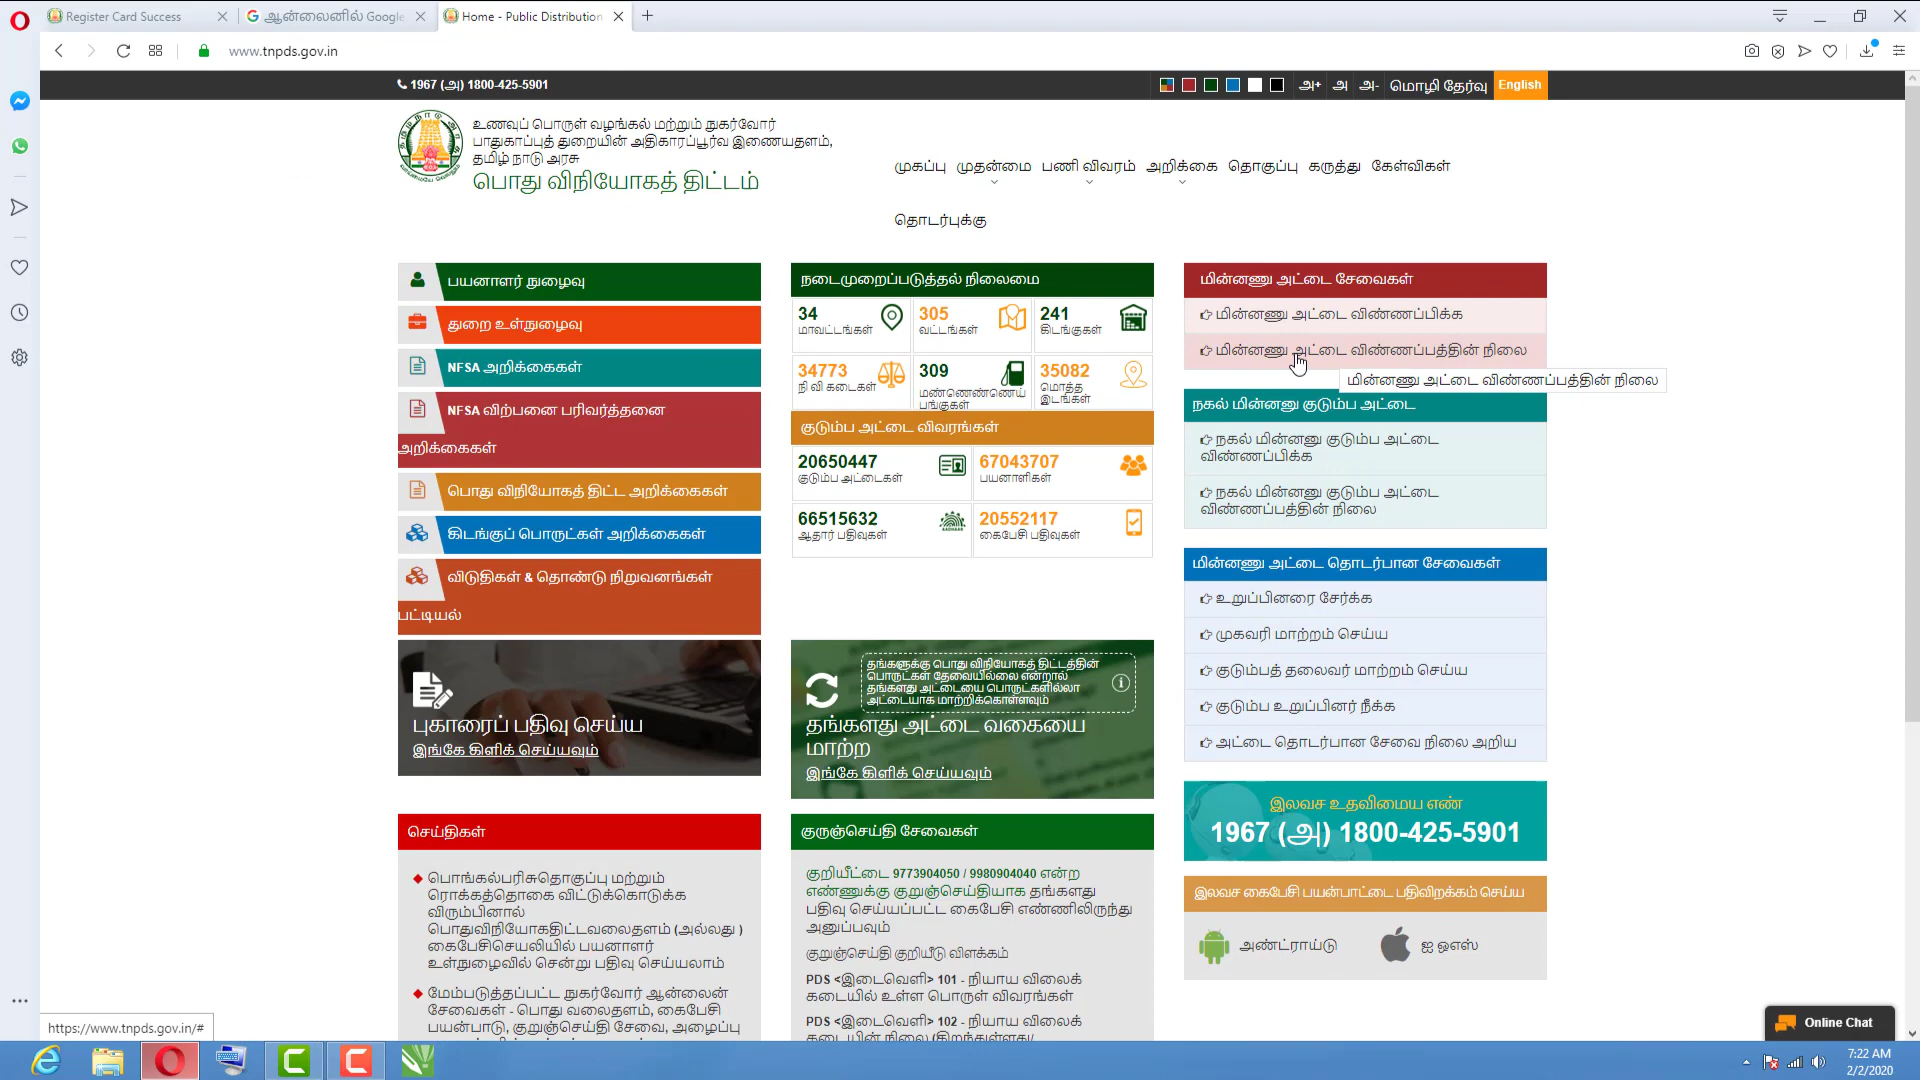 Register Card Success
ஆன்லைனில் Google
Home - Public Distribution
www.tnpds.gov.in
1967 (அ) 1800-425-5901
அ+ அ அ- மொழி தேர்வு English
உணவுப் பொருள் வழங்கல் மற்றும் நுகர்வோர்
பாதுகாப்புத் துறையின் அதிகாரப்பூர்வ இணையதளம்,
தமிழ் நாடு அரசு
பொது விநியோகத் திட்டம்
முகப்பு முதன்மை பணி விவரம் அறிக்கை தொகுப்பு கருத்து கேள்விகள்
தொடர்புக்கு
பயனாளர் நுழைவு
துறை உள்நுழைவு
NFSA அறிக்கைகள்
NFSA விற்பனை பரிவர்த்தனை
அறிக்கைகள்
பொது விநியோகத் திட்ட அறிக்கைகள்
கிடங்குப் பொருட்கள் அறிக்கைகள்
விடுதிகள் & தொண்டு நிறுவனங்கள்
பட்டியல்
புகாரைப் பதிவு செய்ய
இங்கே கிளிக் செய்யவும்
செய்திகள்
பொங்கல்பரிசுதொகுப்பு மற்றும்
ரொக்கத்தொகை விட்டுக்கொடுக்க
விரும்பினால்
பொதுவிநியோகதிட்டவலைதளம் (அல்லது )
கைபேசிசெயலியில் பயனாளர்
உள்நுழைவில் சென்று பதிவு செய்யலாம்
மேம்படுத்தப்பட்ட நுகர்வோர் ஆன்லைன்
சேவைகள் - பொது வலைதளம், கைபேசி
பயன்பாடு, குறுஞ்செய்தி சேவை, அழைப்பு
நடைமுறைப்படுத்தல் நிலைமை
34
மாவட்டங்கள்
305
வட்டங்கள்
241
கிடங்குகள்
34773
நி வி கடைகள்
309
மண்ணெண்ணெய்
பங்குகள்
35082
மொத்த
இடங்கள்
குடும்ப அட்டை விவரங்கள்
20650447
குடும்ப அட்டைகள்
67043707
பயனாளிகள்
66515632
ஆதார் பதிவுகள்
AADHAAR
20552117
கைபேசி பதிவுகள்
தங்களுக்கு பொது விநியோகத் திட்டத்தின்
பொருட்கள் தேவையில்லை என்றால்
தங்களது அட்டையை பொருட்களில்லா
அட்டையாக மாற்றிக்கொள்ளவும்
தங்களது அட்டை வகையை
மாற்ற
இங்கே கிளிக் செய்யவும்
குருஞ்செய்தி சேவைகள்
குறியீட்டை 9773904050 / 9980904040 என்ற
எண்ணுக்கு குறுஞ்செய்தியாக தங்களது
பதிவு செய்யப்பட்ட கைபேசி எண்ணிலிருந்து
அனுப்பவும்
குறுஞ்செய்தி குறியீடு விளக்கம்
PDS <இடைவெளி> 101 - நியாய விலைக்
கடையில் உள்ள பொருள் விவரங்கள்
PDS <இடைவெளி> 102 - நியாய விலைக்
கடையின் நிலை (திறந்துள்ளது/
மின்னணு அட்டை சேவைகள்
மின்னணு அட்டை விண்ணப்பிக்க
மின்னணு அட்டை விண்ணப்பத்தின் நிலை
மின்னணு அட்டை விண்ணப்பத்தின் நிலை
நகல் மின்னனு குடும்ப அட்டை
நகல் மின்னனு குடும்ப அட்டை
விண்ணப்பிக்க
நகல் மின்னனு குடும்ப அட்டை
விண்ணப்பத்தின் நிலை
மின்னணு அட்டை தொடர்பான சேவைகள்
உறுப்பினரை சேர்க்க
முகவரி மாற்றம் செய்ய
குடும்பத் தலைவர் மாற்றம் செய்ய
குடும்ப உறுப்பினர் நீக்க
அட்டை தொடர்பான சேவை நிலை அறிய
இலவச உதவிமைய எண்
1967 (அ) 1800-425-5901
இலவச கைபேசி பயன்பாட்டை பதிவிறக்கம் செய்ய
அண்ட்ராய்டு
ஐ ஒஎஸ்
Online Chat
https://www.tnpds.gov.in/#
7:22 AM
2/2/2020